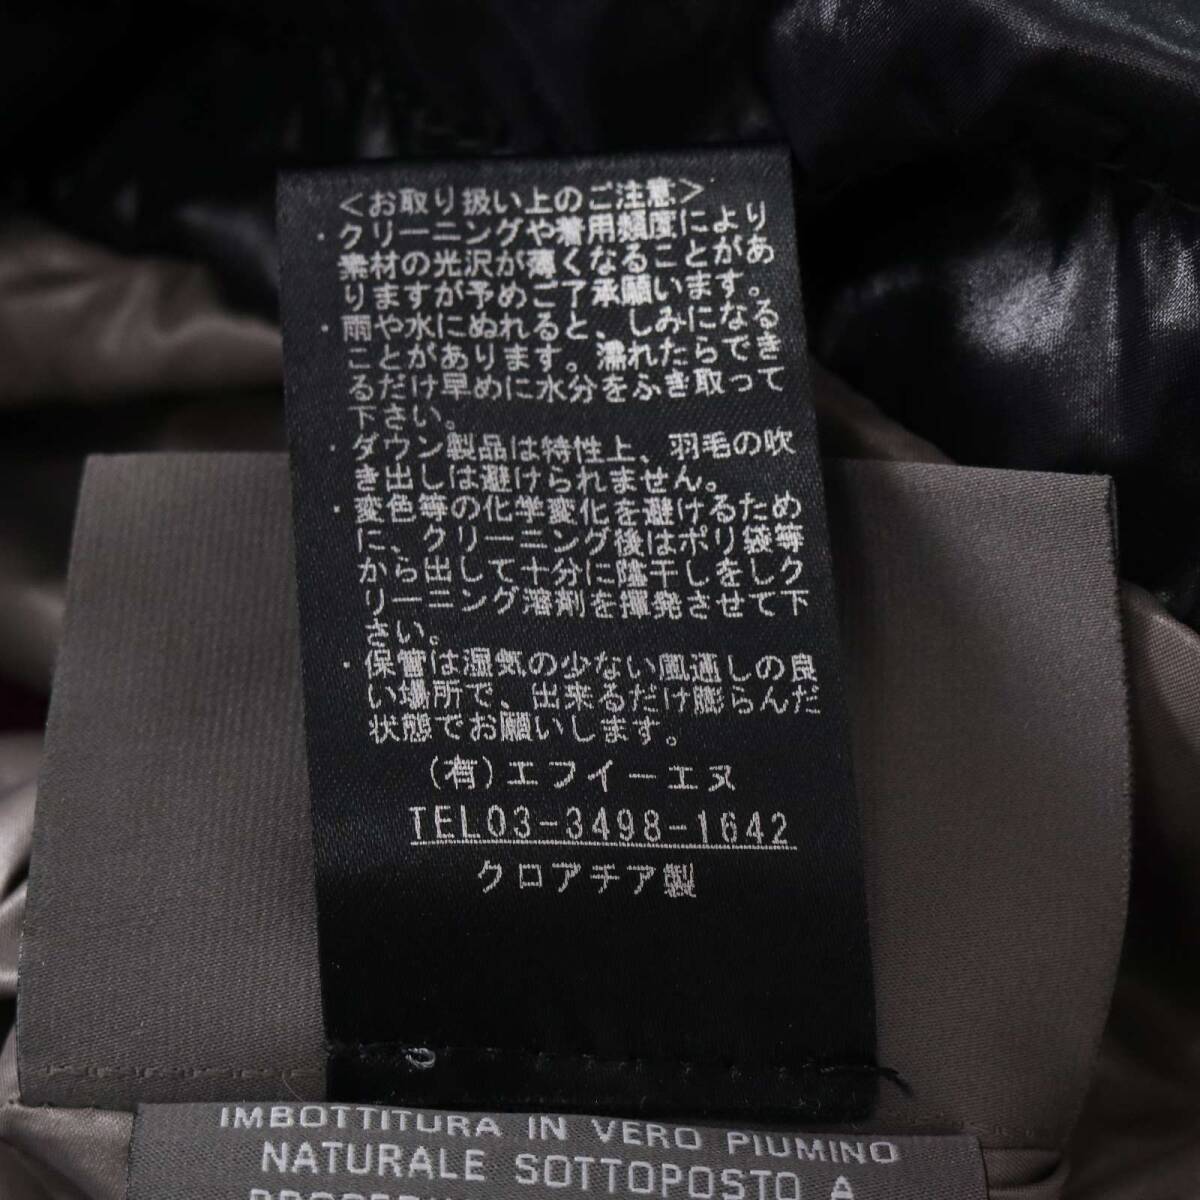 <お取り扱い上のご注意>
・クリーニングや着用類度により
素材の光沢が薄くなることがあ
りますが予めご了承願います。
・雨や水にぬれると、しみになる
ことがあります。濡れたらでき
るだけ早めに水分をふき取って
下さい。
・ダウン製品は特性上、羽毛の吹
き出しは避けられません。
・変色等の化学変化を避けるため
に、クリーニング後はポリ袋等
から出して十分に陰干しをしク
リーニング溶剤を揮発させて下
さい。
・保管は湿気の少ない風通しの良
い場所で、出来るだけ膨らんだ
状態でお願いします。
(有)エフイーエヌ
TEL03-3498-1642
クロアチア製
IMBOTTITURA IN VERO PIUMINO
NATURALE SOTTOPOSTO A